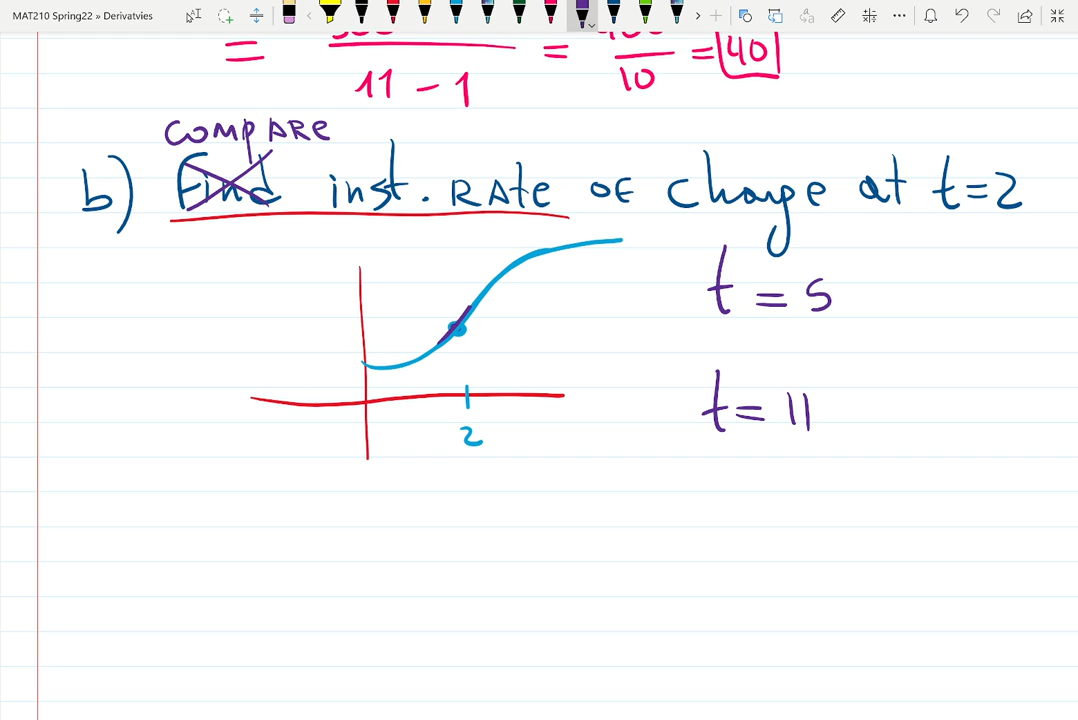 MAT210 Spring22 » Derivatvies
=
11 - 1
=
10
= 40
COMPARE
b) Find inst. RAte OF Change at t=2
t = 5
2
t = 11